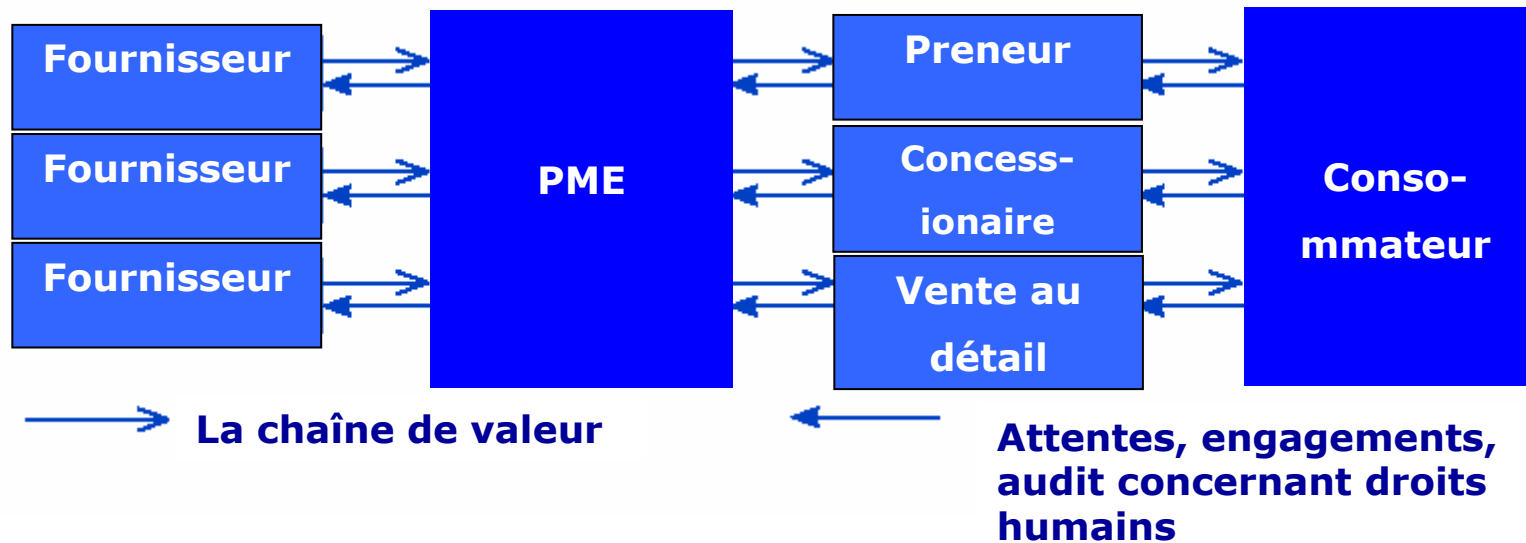 Fournisseur
Fournisseur
Fournisseur
PME
Preneur
Concess-
ionaire
Vente au
détail
Conso-
mmateur
La chaîne de valeur
Attentes, engagements,
audit concernant droits
humains